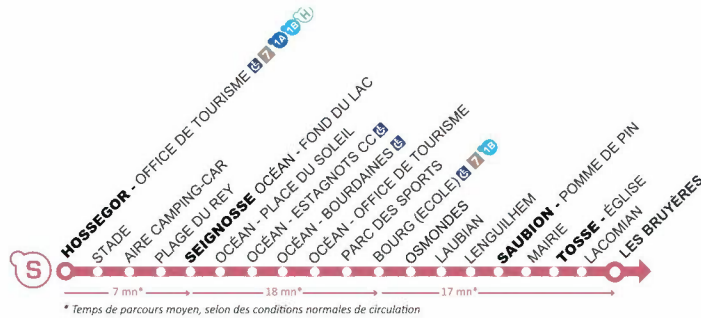 HOSSEGOR - OFFICE DE TOURISME 7 1A 1B H
STADE
AIRE CAMPING-CAR
PLAGE DU REY
SEIGNOSSE OCÉAN - FOND DU LAC
OCÉAN - PLACE DU SOLEIL
OCÉAN - ESTAGNOTS CC
OCÉAN - BOURDAINES
OCÉAN - OFFICE DE TOURISME
PARC DES SPORTS
BOURG (ECOLE) 7 1B
OSMONDES
LAUBIAN
LENGUILHEM
SAUBION - POMME DE PIN
MAIRIE
TOSSE - ÉGLISE
LACOMIAN
LES BRUYÈRES
S
7 mn*
18 mn*
17 mn*
* Temps de parcours moyen, selon des conditions normales de circulation